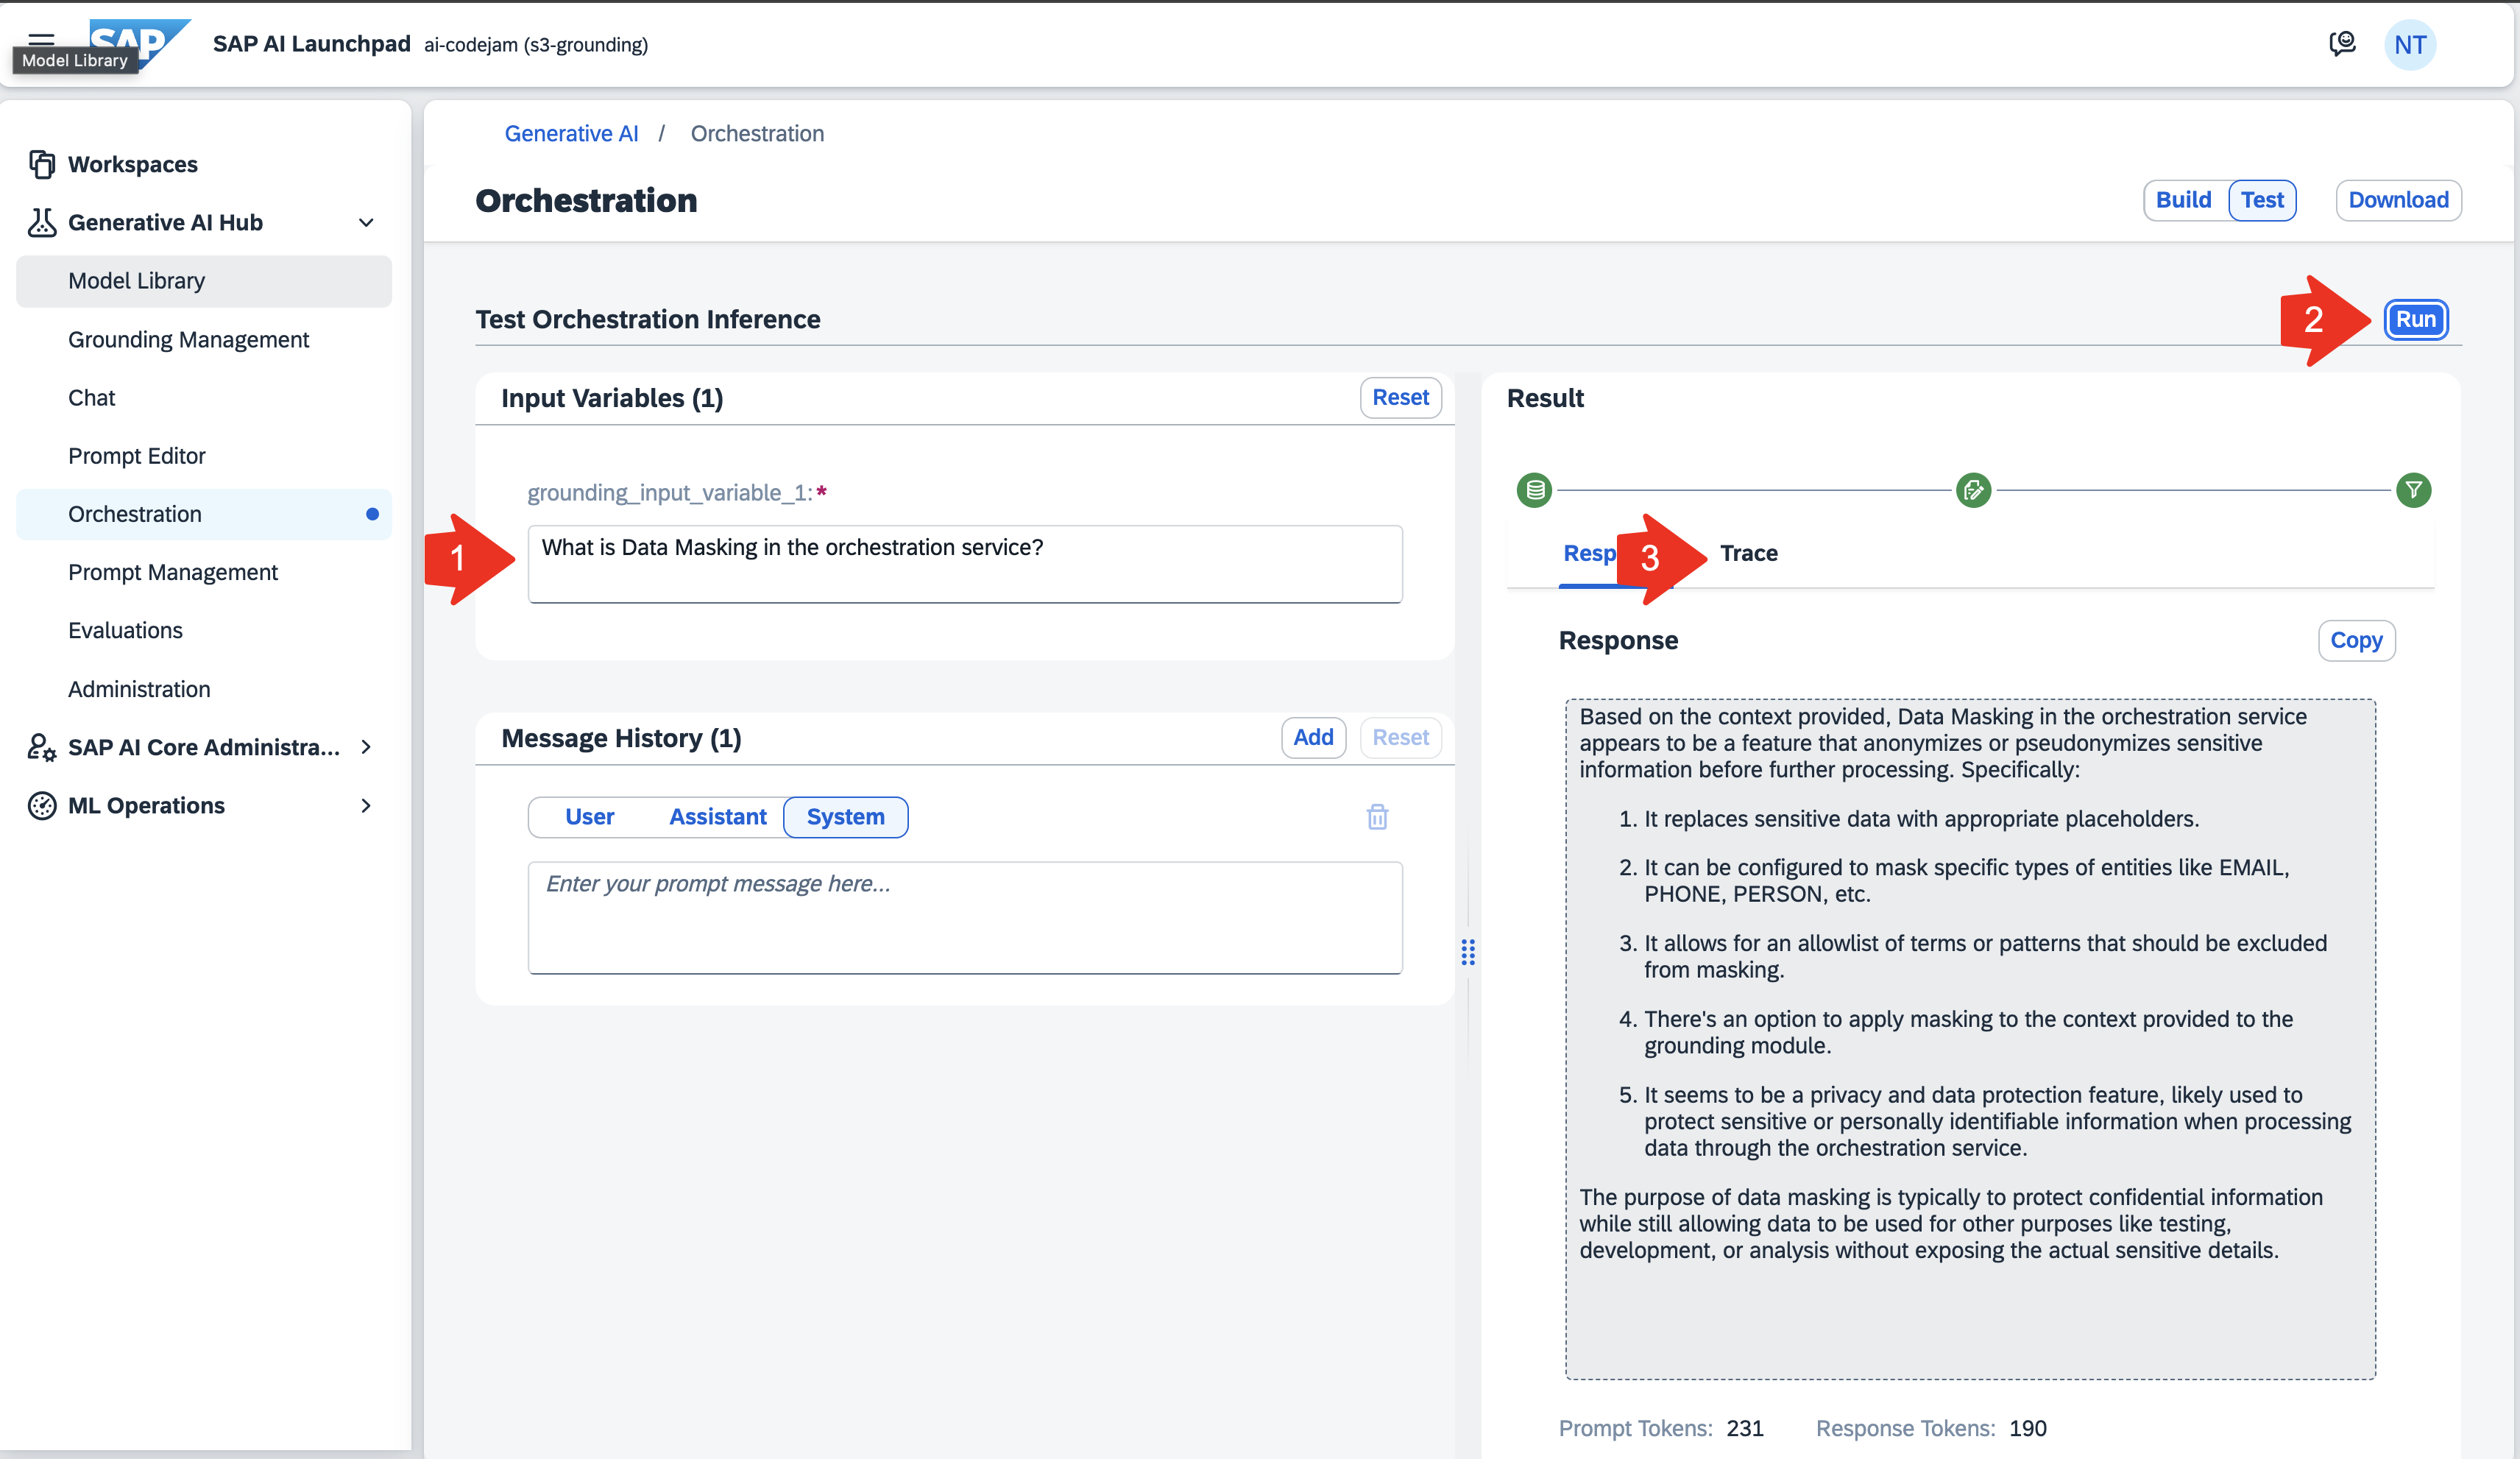 SAP
SAP AI Launchpad ai-codejam (s3-grounding)
NT
Model Library
Workspaces
Generative AI Hub
Model Library
Grounding Management
Chat
Prompt Editor
Orchestration
Prompt Management
Evaluations
Administration
SAP AI Core Administra...
ML Operations
Generative AI / Orchestration
Orchestration
Build Test Download
Test Orchestration Inference
2 Run
Input Variables (1) Reset
grounding_input_variable_1:*
1 What is Data Masking in the orchestration service?
Message History (1) Add Reset
User Assistant System
Enter your prompt message here...
Result
Resp 3 Trace
Response Copy
Based on the context provided, Data Masking in the orchestration service
appears to be a feature that anonymizes or pseudonymizes sensitive
information before further processing. Specifically:
1. It replaces sensitive data with appropriate placeholders.
2. It can be configured to mask specific types of entities like EMAIL,
PHONE, PERSON, etc.
3. It allows for an allowlist of terms or patterns that should be excluded
from masking.
4. There's an option to apply masking to the context provided to the
grounding module.
5. It seems to be a privacy and data protection feature, likely used to
protect sensitive or personally identifiable information when processing
data through the orchestration service.
The purpose of data masking is typically to protect confidential information
while still allowing data to be used for other purposes like testing,
development, or analysis without exposing the actual sensitive details.
Prompt Tokens: 231 Response Tokens: 190